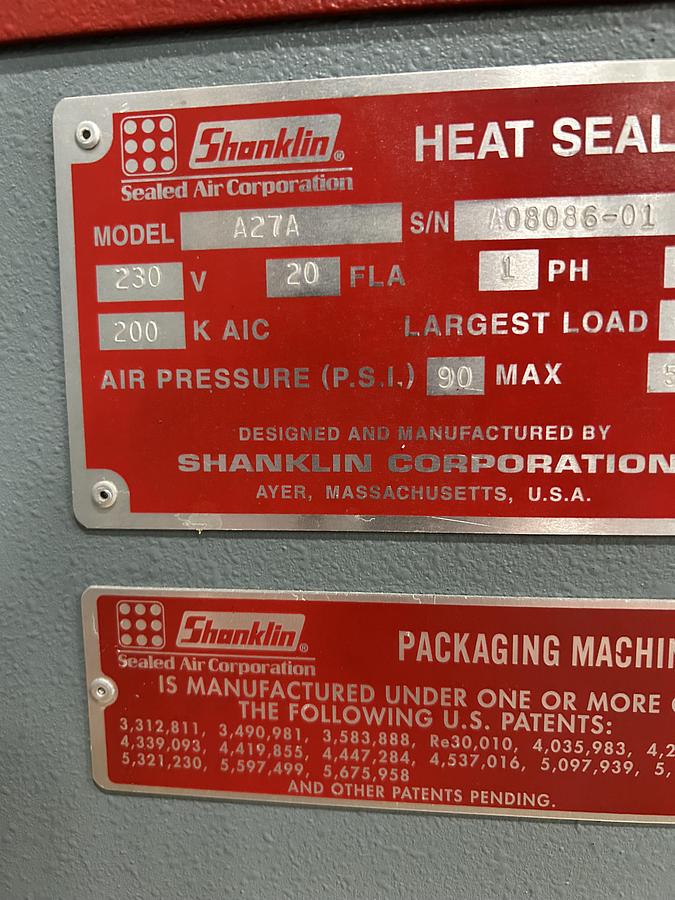 Shanklin® HEAT SEAL
Sealed Air Corporation
MODEL A27A S/N A08086-01
230 V 20 FLA 1 PH
200 K AIC LARGEST LOAD
AIR PRESSURE (P.S.I.) 90 MAX 5
DESIGNED AND MANUFACTURED BY
SHANKLIN CORPORATION
AYER, MASSACHUSETTS, U.S.A.
Shanklin® PACKAGING MACHIN
Sealed Air Corporation
IS MANUFACTURED UNDER ONE OR MORE O
THE FOLLOWING U.S. PATENTS:
3,312,811, 3,490,981, 3,583,888, Re30,010, 4,035,983, 4,2
4,339,093, 4,419,855, 4,447,284, 4,537,016, 5,097,939, 5,
5,321,230, 5,597,499, 5,675,958
AND OTHER PATENTS PENDING.